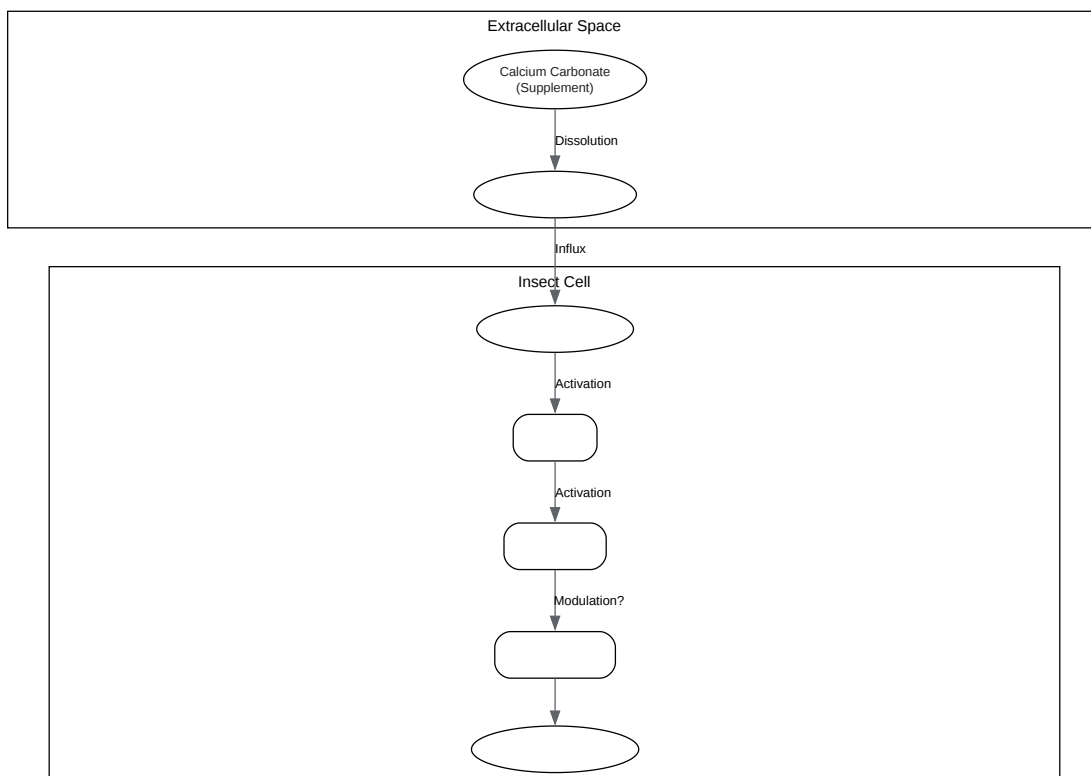 Extracellular Space
Calcium Carbonate
(Supplement)
Dissolution
Influx
Insect Cell
Activation
Activation
Modulation?